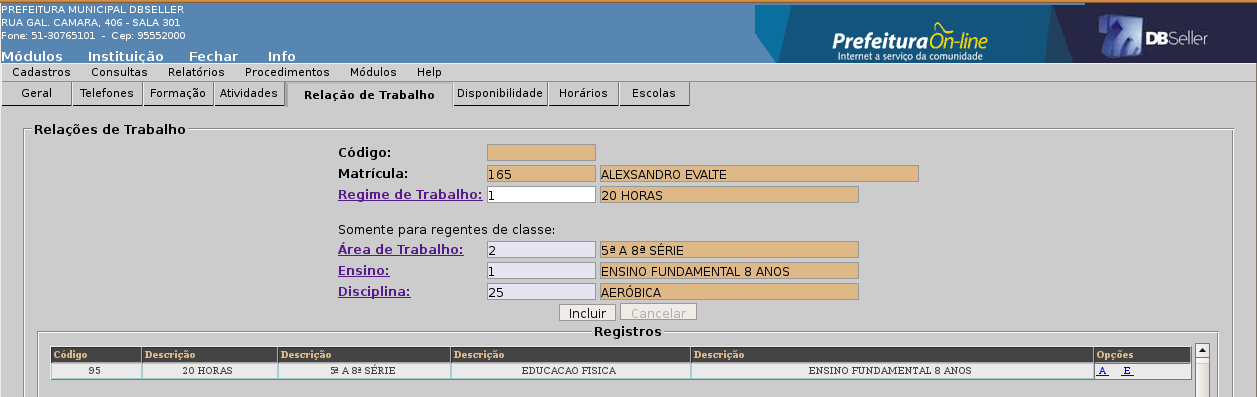 PREFEITURA MUNICIPAL DBSELLER
RUA GAL. CAMARA, 406 - SALA 301
Fone: 51-30765101 - Cep: 95552000
Prefeitura On-line
Internet a serviço da comunidade
DBSeller
Módulos Instituição Fechar Info
Cadastros Consultas Relatórios Procedimentos Módulos Help
Geral Telefones Formação Atividades Relação de Trabalho Disponibilidade Horários Escolas
Relações de Trabalho
Código:
Matrícula: 165 ALEXSANDRO EVALTE
Regime de Trabalho: 1 20 HORAS
Somente para regentes de classe:
Área de Trabalho: 2 5ª A 8ª SÉRIE
Ensino: 1 ENSINO FUNDAMENTAL 8 ANOS
Disciplina: 25 AERÓBICA
Incluir Cancelar
Registros
Código Descrição Descrição Descrição Descrição Opções
95 20 HORAS 5ª A 8ª SÉRIE EDUCACAO FISICA ENSINO FUNDAMENTAL 8 ANOS A E